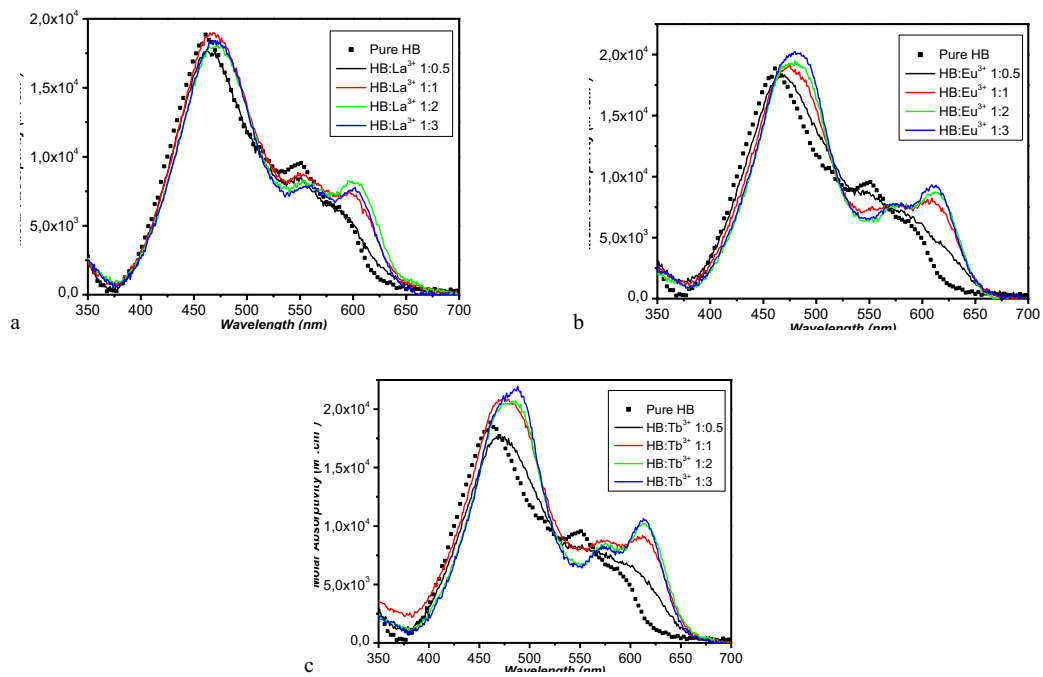 2,0x10⁴
1,5x10⁴
1,0x10⁴
5,0x10³
0,0
350 400 450 500 550 600 650 700
Wavelength (nm)
Pure HB
HB:La³⁺ 1:0.5
HB:La³⁺ 1:1
HB:La³⁺ 1:2
HB:La³⁺ 1:3
a
2,0x10⁴
1,5x10⁴
1,0x10⁴
5,0x10³
0,0
350 400 450 500 550 600 650 700
Wavelength (nm)
Pure HB
HB:Eu³⁺ 1:0.5
HB:Eu³⁺ 1:1
HB:Eu³⁺ 1:2
HB:Eu³⁺ 1:3
b
Molar Absorptivity (M⁻.cm⁻)
2,0x10⁴
1,5x10⁴
1,0x10⁴
5,0x10³
0,0
350 400 450 500 550 600 650 700
Wavelength (nm)
Pure HB
HB:Tb³⁺ 1:0.5
HB:Tb³⁺ 1:1
HB:Tb³⁺ 1:2
HB:Tb³⁺ 1:3
c